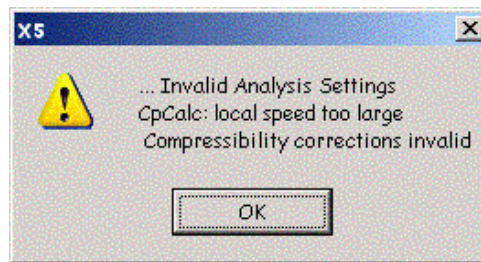 X5
... Invalid Analysis Settings
CpCalc: local speed too large
Compressibility corrections invalid
OK